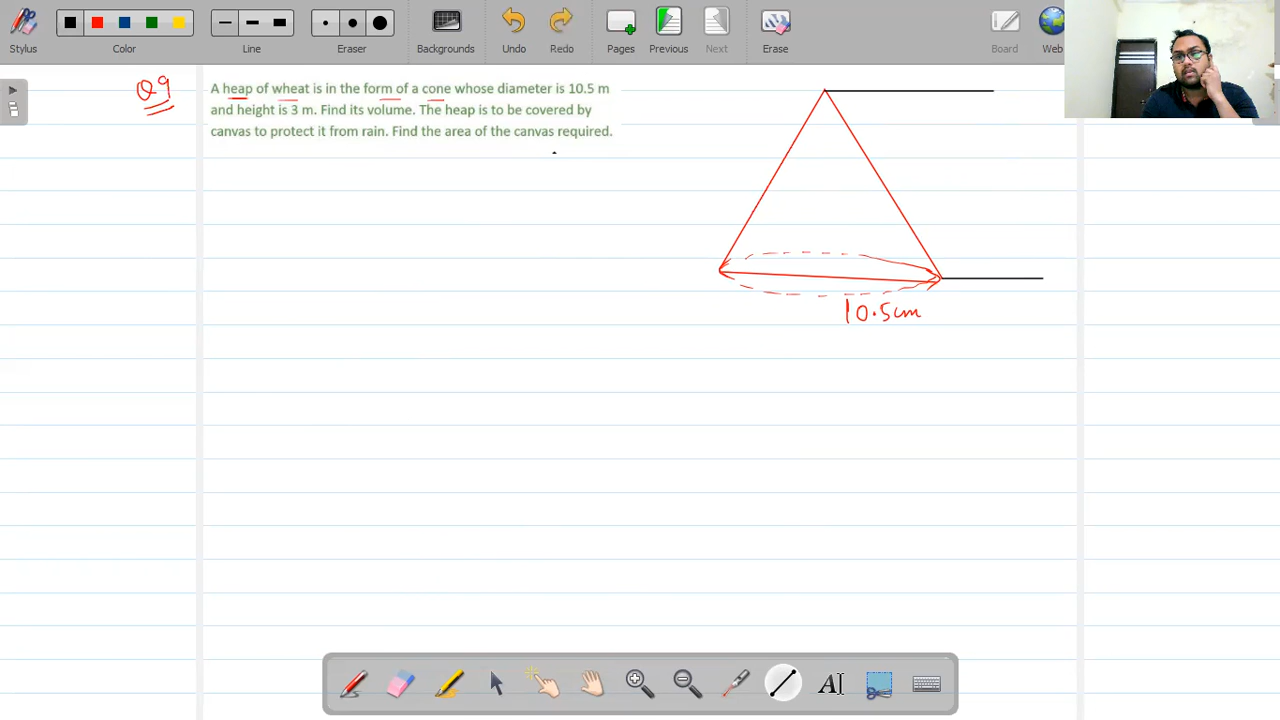 Stylus
Color
Line
Eraser
Backgrounds
Undo
Redo
Pages
Previous
Next
Erase
Board
Web
Q9
A heap of wheat is in the form of a cone whose diameter is 10.5 m
and height is 3 m. Find its volume. The heap is to be covered by
canvas to protect it from rain. Find the area of the canvas required.
10.5cm